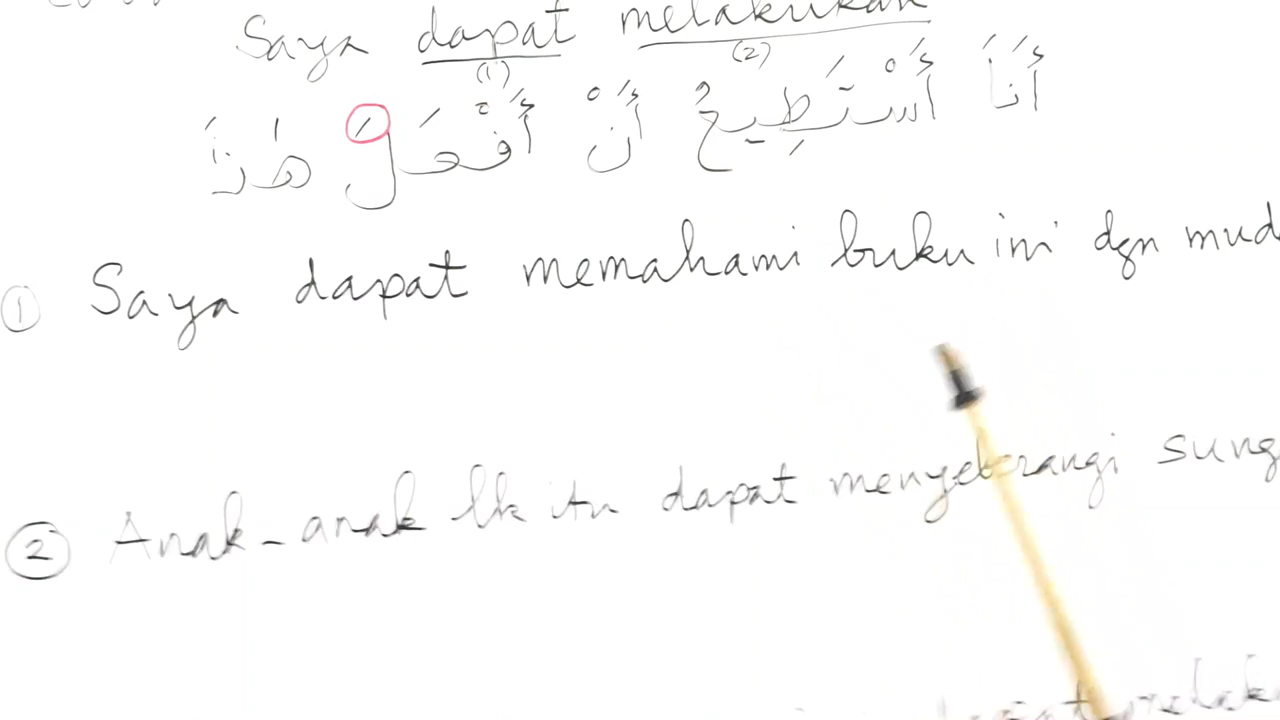 Saya dapat melakukan
(1) (2)
أَنَا أَسْتَطِيعُ أَنْ أَفْعَلَ هٰذَا
① Saya dapat memahami buku ini dgn mud
② Anak-anak lk itu dapat menyeberangi sung